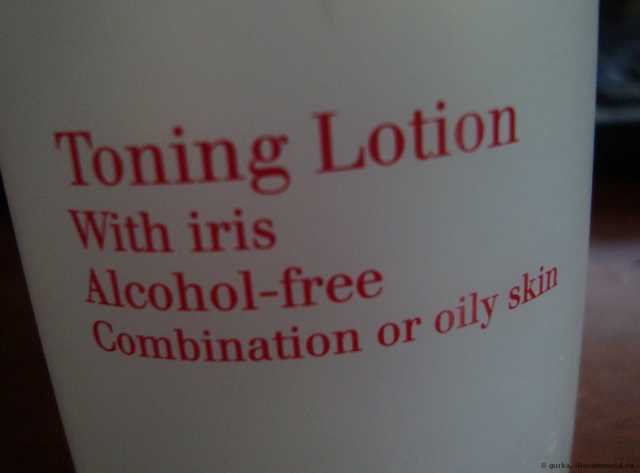 Toning Lotion
With iris
Alcohol-free
Combination or oily skin